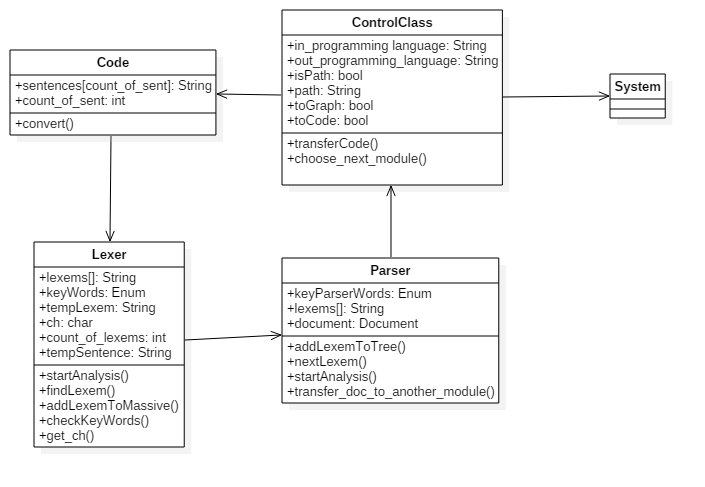 ControlClass
+in_programming language: String
+out_programming_language: String
+isPath: bool
+path: String
+toGraph: bool
+toCode: bool
+transferCode()
+choose_next_module()
Code
+sentences[count_of_sent]: String
+count_of_sent: int
+convert()
System
Lexer
+lexems[]: String
+keyWords: Enum
+tempLexem: String
+ch: char
+count_of_lexems: int
+tempSentence: String
+startAnalysis()
+findLexem()
+addLexemToMassive()
+checkKeyWords()
+get_ch()
Parser
+keyParserWords: Enum
+lexems[]: String
+document: Document
+addLexemToTree()
+nextLexem()
+startAnalysis()
+transfer_doc_to_another_module()